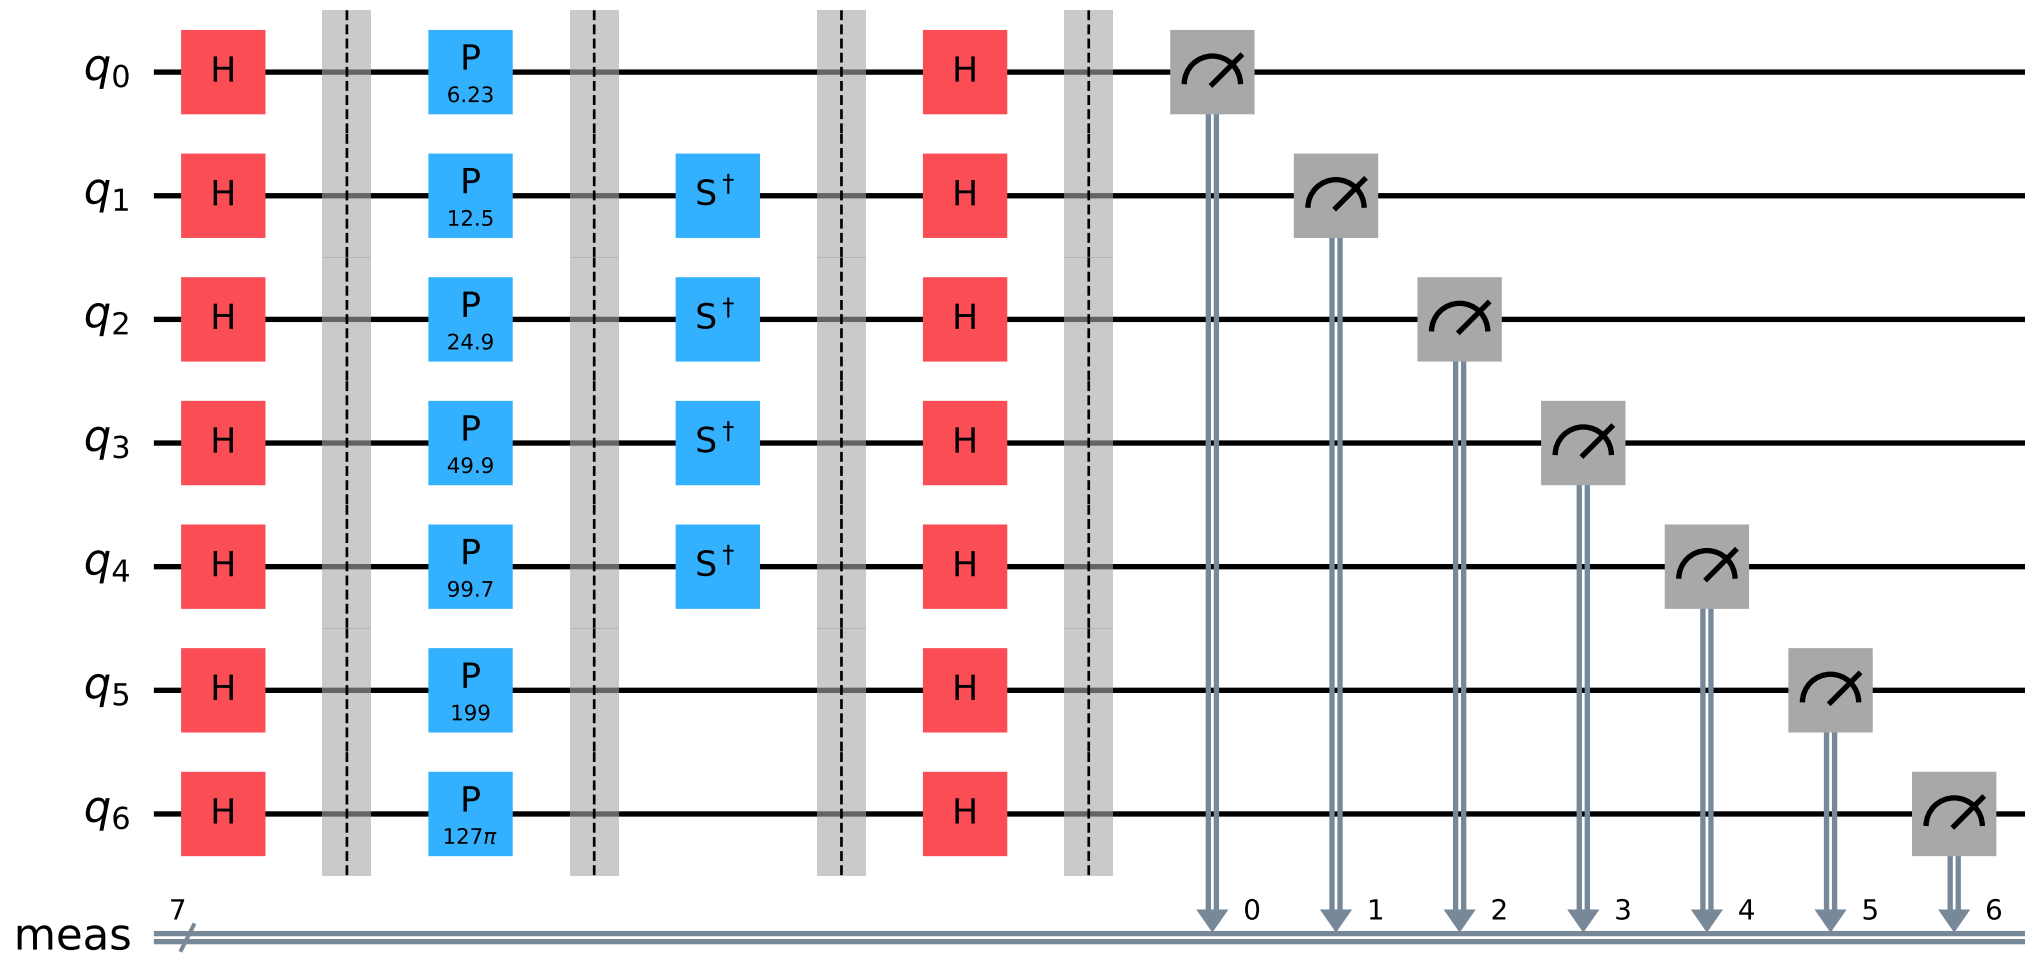 q0 H P 6.23 H
q1 H P 12.5 S† H
q2 H P 24.9 S† H
q3 H P 49.9 S† H
q4 H P 99.7 S† H
q5 H P 199 H
q6 H P 127π H
7 0 1 2 3 4 5 6
meas